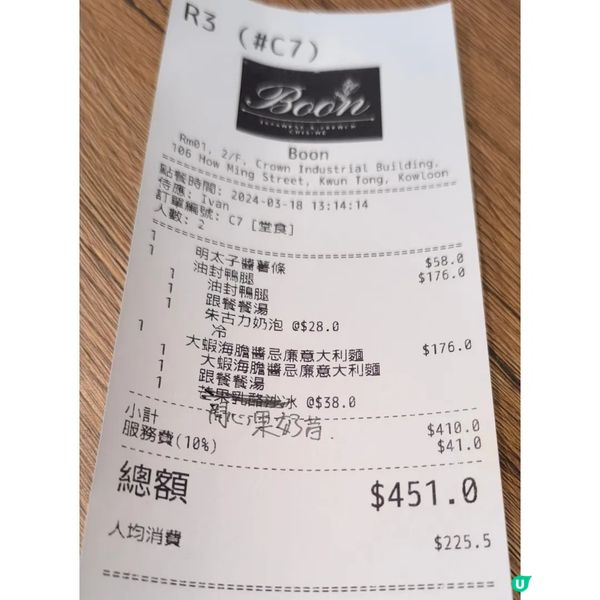 R3 (#C7)
Boon
JAPANESE & FRENCH
CUISINE
Boon
Rm01, 2/F, Crown Industrial Building,
106 How Ming Street, Kwun Tong, Kowloon
點餐時間: 2024-03-18 13:14:14
侍應: Ivan
訂單編號: C7 [堂食]
人數: 2
1 明太子醬薯條 $58.0
1 油封鴨腿 $176.0
1 油封鴨腿
1 跟餐餐湯
1 朱古力奶泡 @$28.0
冷
1 大蝦海膽醬忌廉意大利麵 $176.0
1 大蝦海膽醬忌廉意大利麵
1 跟餐餐湯
1 芒果乳酪沙冰 @$38.0
開心果奶昔
小計 $410.0
服務費(10%) $41.0
總額 $451.0
人均消費 $225.5
U